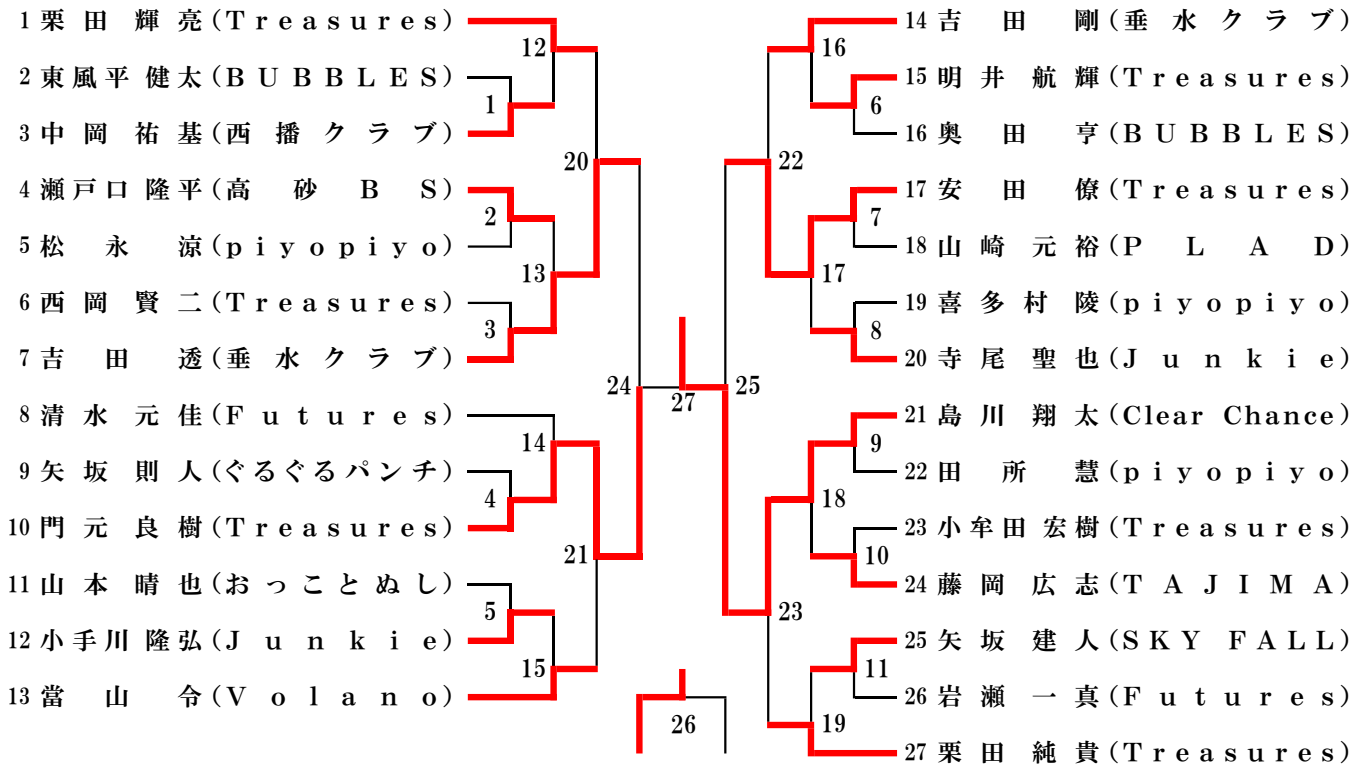 1 栗田輝亮(Treasures)
2 東風平健太(BUBBLES)
3 中岡祐基(西播クラブ)
4 瀬戸口隆平(高砂BS)
5 松永涼(piyopiyo)
6 西岡賢二(Treasures)
7 吉田透(垂水クラブ)
8 清水元佳(Futures)
9 矢坂則人(ぐるぐるパンチ)
10 門元良樹(Treasures)
11 山本晴也(おっことぬし)
12 小手川隆弘(Junkie)
13 當山令(Volano)
12
1
20
2
13
3
24
14
4
21
5
15
27
26
16
6
22
7
17
8
25
9
18
10
23
11
19
14 吉田剛(垂水クラブ)
15 明井航輝(Treasures)
16 奥田亨(BUBBLES)
17 安田僚(Treasures)
18 山崎元裕(PLAD)
19 喜多村陵(piyopiyo)
20 寺尾聖也(Junkie)
21 島川翔太(Clear Chance)
22 田所慧(piyopiyo)
23 小牟田宏樹(Treasures)
24 藤岡広志(TAJIMA)
25 矢坂建人(SKY FALL)
26 岩瀬一真(Futures)
27 栗田純貴(Treasures)